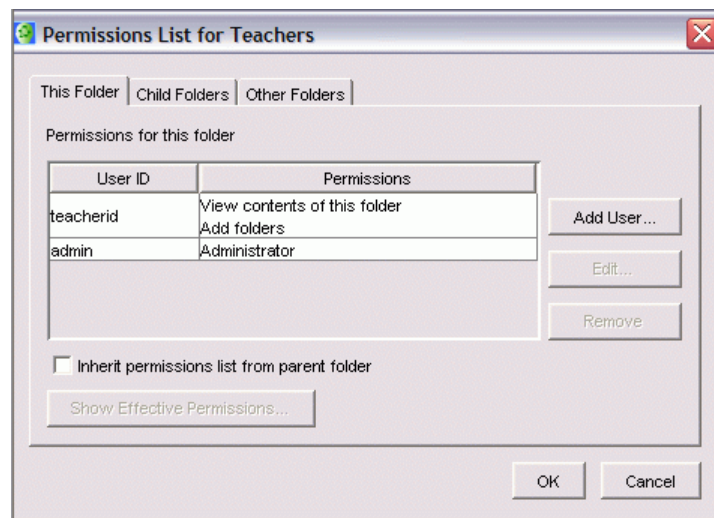 Permissions List for Teachers
This Folder Child Folders Other Folders
Permissions for this folder
User ID Permissions
teacherid View contents of this folder
Add folders
admin Administrator
Add User...
Edit...
Remove
Inherit permissions list from parent folder
Show Effective Permissions...
OK Cancel